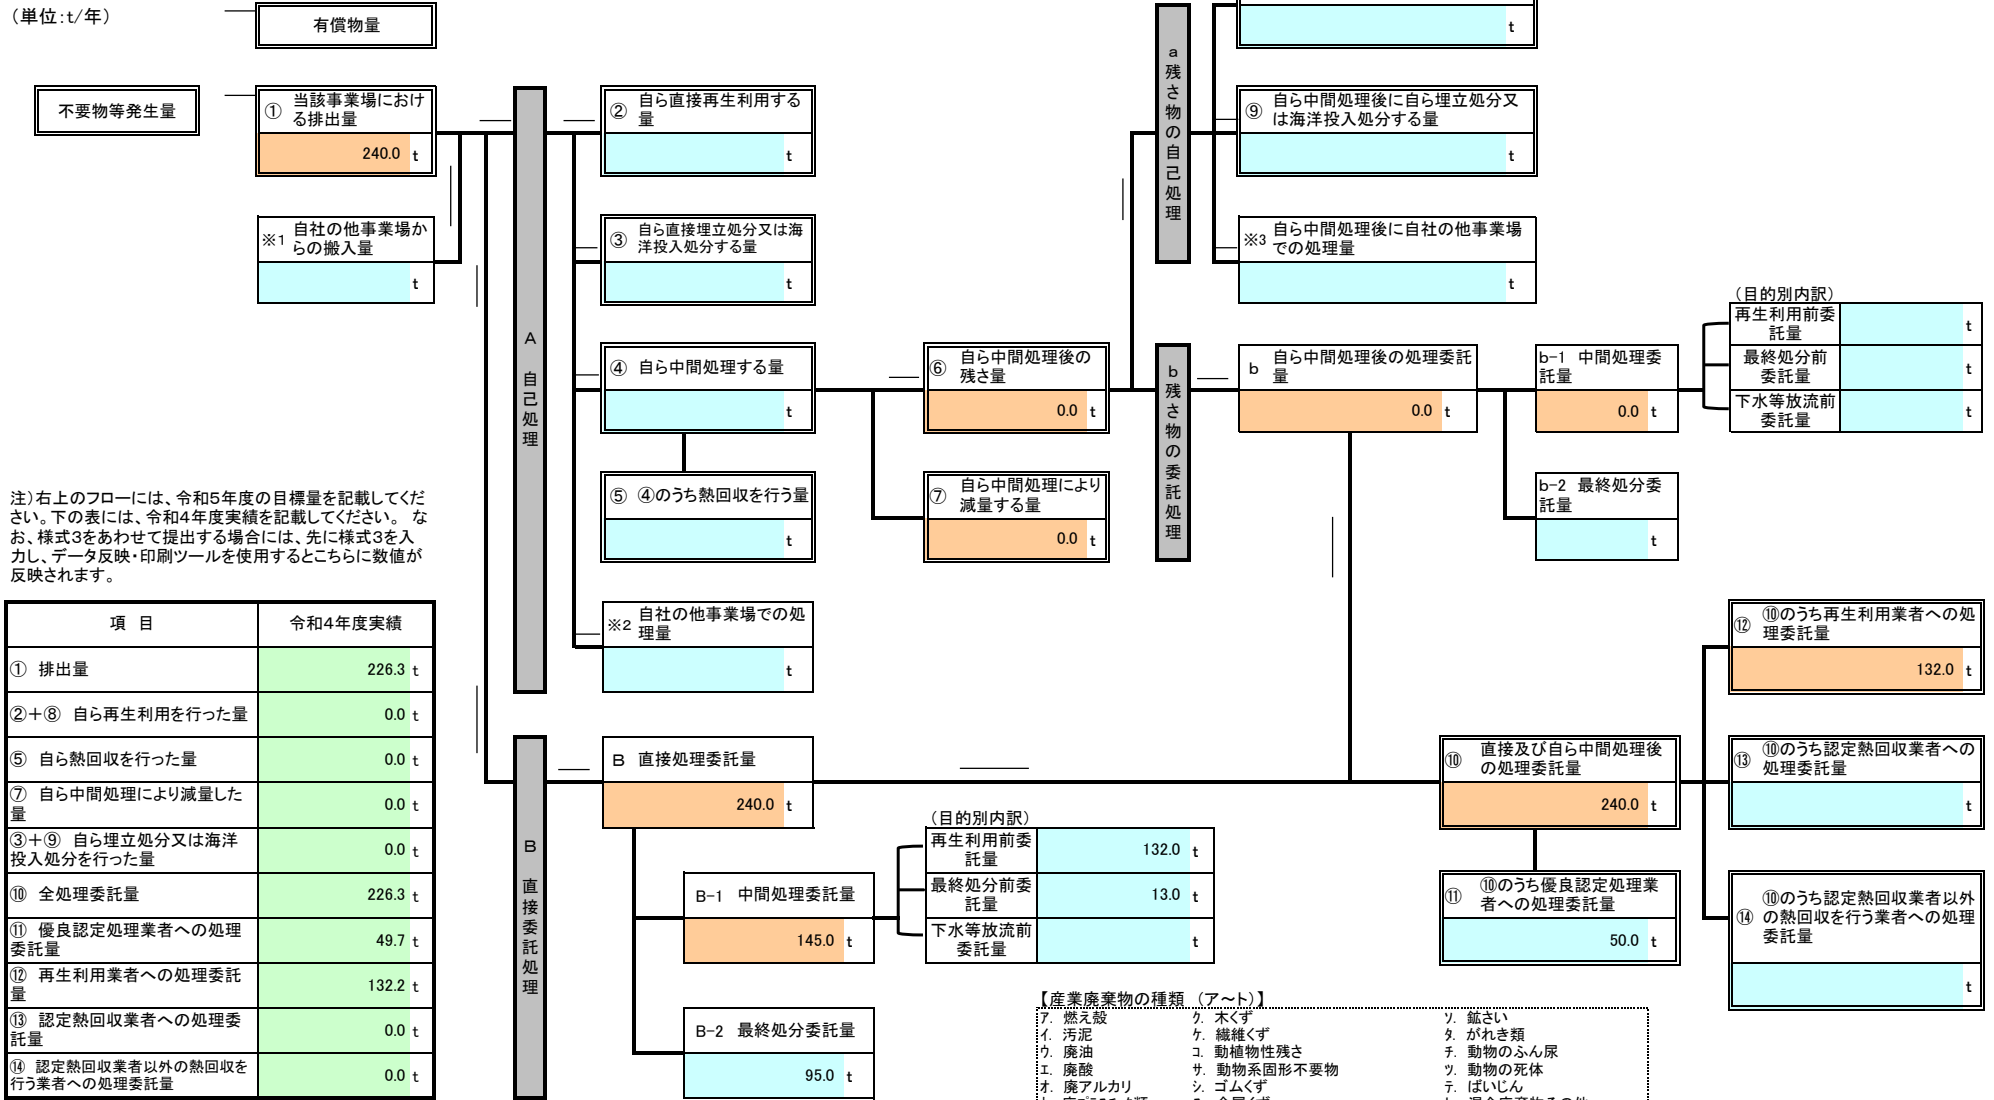 （単位:ｔ/年）
有償物量
t
不要物等発生量
① 当該事業場におけ
る排出量
240.0 t
※1 自社の他事業場か
らの搬入量
t
A 自己処理
② 自ら直接再生利用する
量
t
③ 自ら直接埋立処分又は海
洋投入処分する量
t
④ 自ら中間処理する量
t
⑤ ④のうち熱回収を行う量
t
※2 自社の他事業場での処
理量
t
⑥ 自ら中間処理後の
残さ量
0.0 t
⑦ 自ら中間処理により
減量する量
0.0 t
a 残さ物の自己処理
⑨ 自ら中間処理後に自ら埋立処分又
は海洋投入処分する量
t
※3 自ら中間処理後に自社の他事業場
での処理量
t
b 残さ物の委託処理
b 自ら中間処理後の処理委託
量
0.0 t
b-1 中間処理委
託量
0.0 t
（目的別内訳）
再生利用前委
託量
t
最終処分前
委託量
t
下水等放流前
委託量
t
b-2 最終処分委
託量
t
注）右上のフローには、令和５年度の目標量を記載してくだ
さい。下の表には、令和４年度実績を記載してください。 な
お、様式３をあわせて提出する場合には、先に様式３を入
力し、データ反映・印刷ツールを使用するとこちらに数値が
反映されます。
項 目 令和４年度実績
① 排出量 226.3 t
②＋⑧ 自ら再生利用を行った量 0.0 t
⑤ 自ら熱回収を行った量 0.0 t
⑦ 自ら中間処理により減量した
量 0.0 t
③＋⑨ 自ら埋立処分又は海洋
投入処分を行った量 0.0 t
⑩ 全処理委託量 226.3 t
⑪ 優良認定処理業者への処理
委託量 49.7 t
⑫ 再生利用業者への処理委託
量 132.2 t
⑬ 認定熱回収業者への処理委
託量 0.0 t
⑭ 認定熱回収業者以外の熱回収を
行う業者への処理委託量 0.0 t
B 直接委託処理
B 直接処理委託量
240.0 t
B-1 中間処理委託量
145.0 t
（目的別内訳）
再生利用前委
託量
132.0 t
最終処分前委
託量
13.0 t
下水等放流前
委託量
t
B-2 最終処分委託量
95.0 t
⑩ 直接及び自ら中間処理後
の処理委託量
240.0 t
⑪ ⑩のうち優良認定処理業
者への処理委託量
50.0 t
⑫ ⑩のうち再生利用業者への処
理委託量
132.0 t
⑬ ⑩のうち認定熱回収業者への
処理委託量
t
⑭ ⑩のうち認定熱回収業者以外
の熱回収を行う業者への処理
委託量
t
【産業廃棄物の種類 （ア～ト）】
ｱ. 燃え殻 ｸ. 木くず ｿ. 鉱さい
ｲ. 汚泥 ｹ. 繊維くず ﾀ. がれき類
ｳ. 廃油 ｺ. 動植物性残さ ﾁ. 動物のふん尿
ｴ. 廃酸 ｻ. 動物系固形不要物 ﾂ. 動物の死体
ｵ. 廃アルカリ ｼ. ゴムくず ﾃ. ばいじん